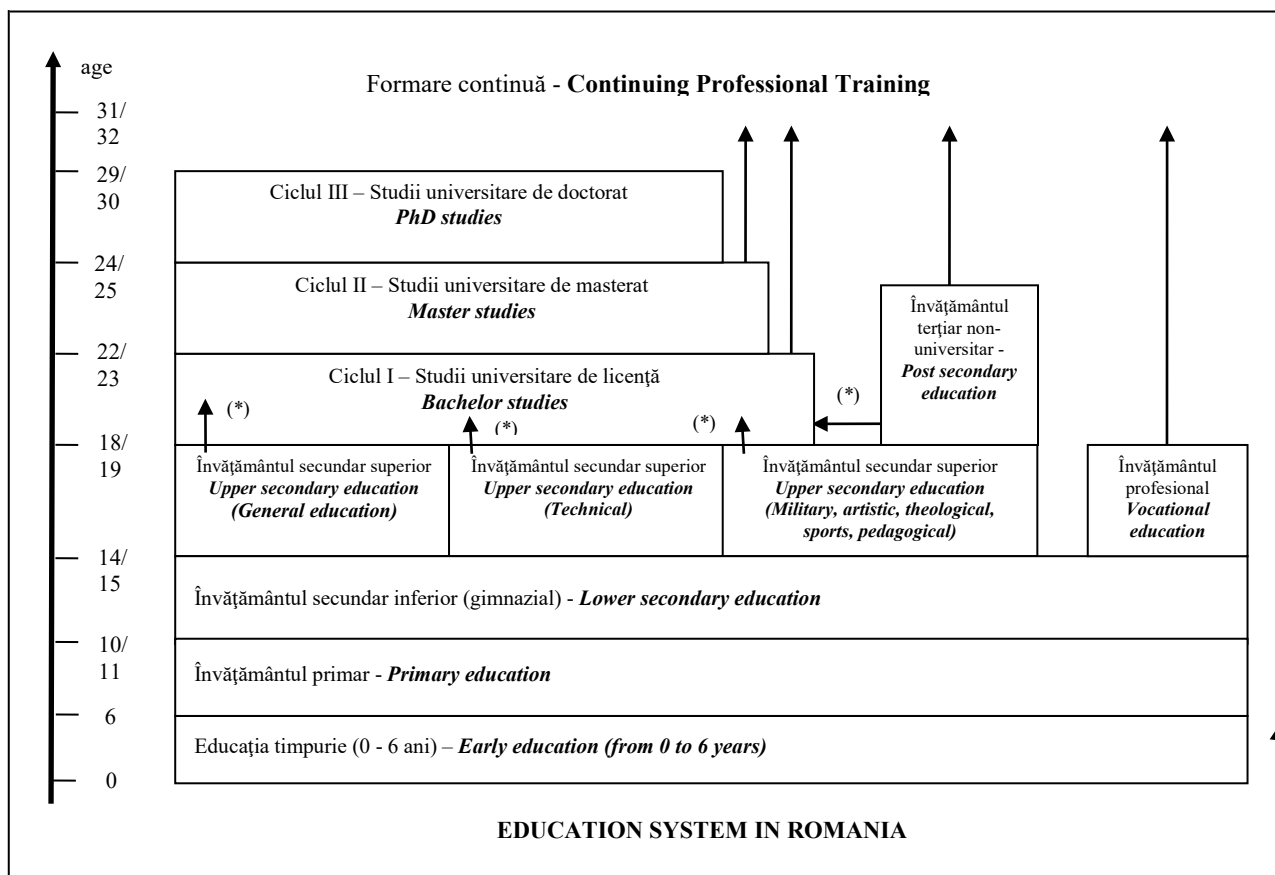 age
Formare continuă - Continuing Professional Training
31/
32
29/
30
Ciclul III – Studii universitare de doctorat
PhD studies
24/
25
Ciclul II – Studii universitare de masterat
Master studies
Învăţământul
terţiar non-
universitar -
Post secondary
education
22/
23
Ciclul I – Studii universitare de licenţă
Bachelor studies
(*)
(*)
(*)
(*)
18/
19
Învăţământul secundar superior
Upper secondary education
(General education)
Învăţământul secundar superior
Upper secondary education
(Technical)
Învăţământul secundar superior
Upper secondary education
(Military, artistic, theological,
sports, pedagogical)
Învăţământul
profesional
Vocational
education
14/
15
Învăţământul secundar inferior (gimnazial) - Lower secondary education
10/
11
Învăţământul primar - Primary education
6
Educaţia timpurie (0 - 6 ani) – Early education (from 0 to 6 years)
0
EDUCATION SYSTEM IN ROMANIA